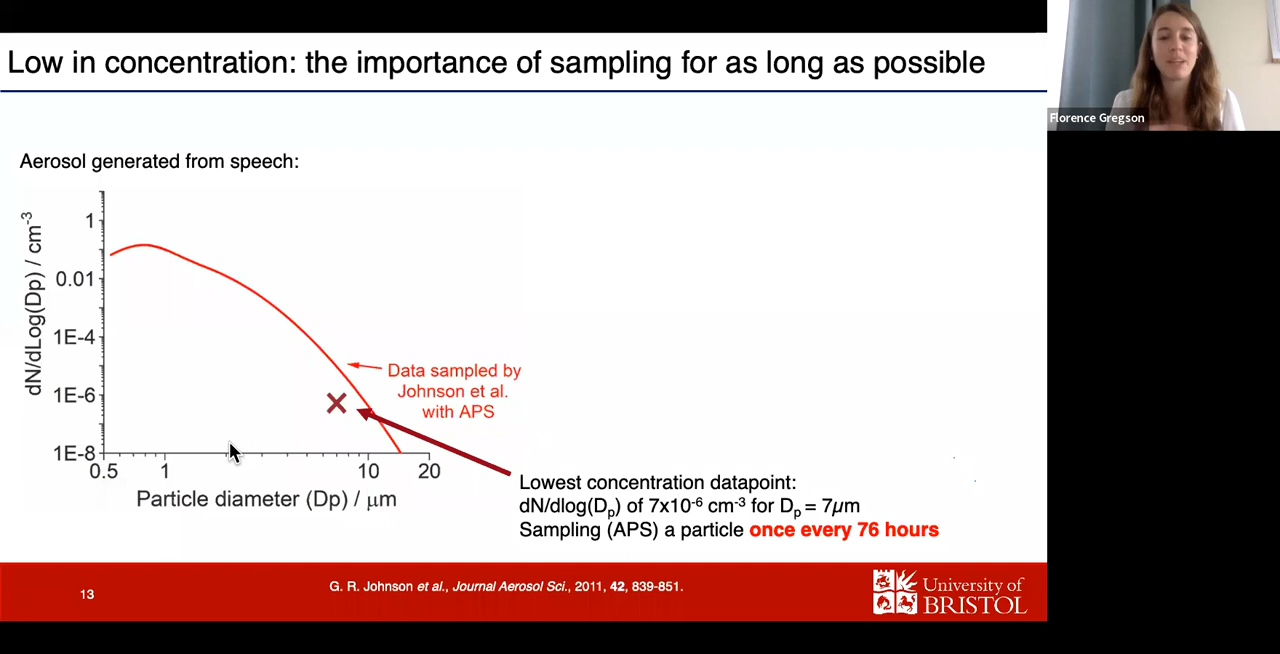 Low in concentration: the importance of sampling for as long as possible
Florence Gregson
Aerosol generated from speech:
dN/dLog(Dp) / cm⁻³
1
0.01
1E-4
1E-6
1E-8
0.5
1
10
20
Particle diameter (Dp) / μm
Data sampled by
Johnson et al.
with APS
Lowest concentration datapoint:
dN/dlog(Dₚ) of 7x10⁻⁶ cm⁻³ for Dₚ = 7μm
Sampling (APS) a particle once every 76 hours
13
G. R. Johnson et al., Journal Aerosol Sci., 2011, 42, 839-851.
University of
BRISTOL